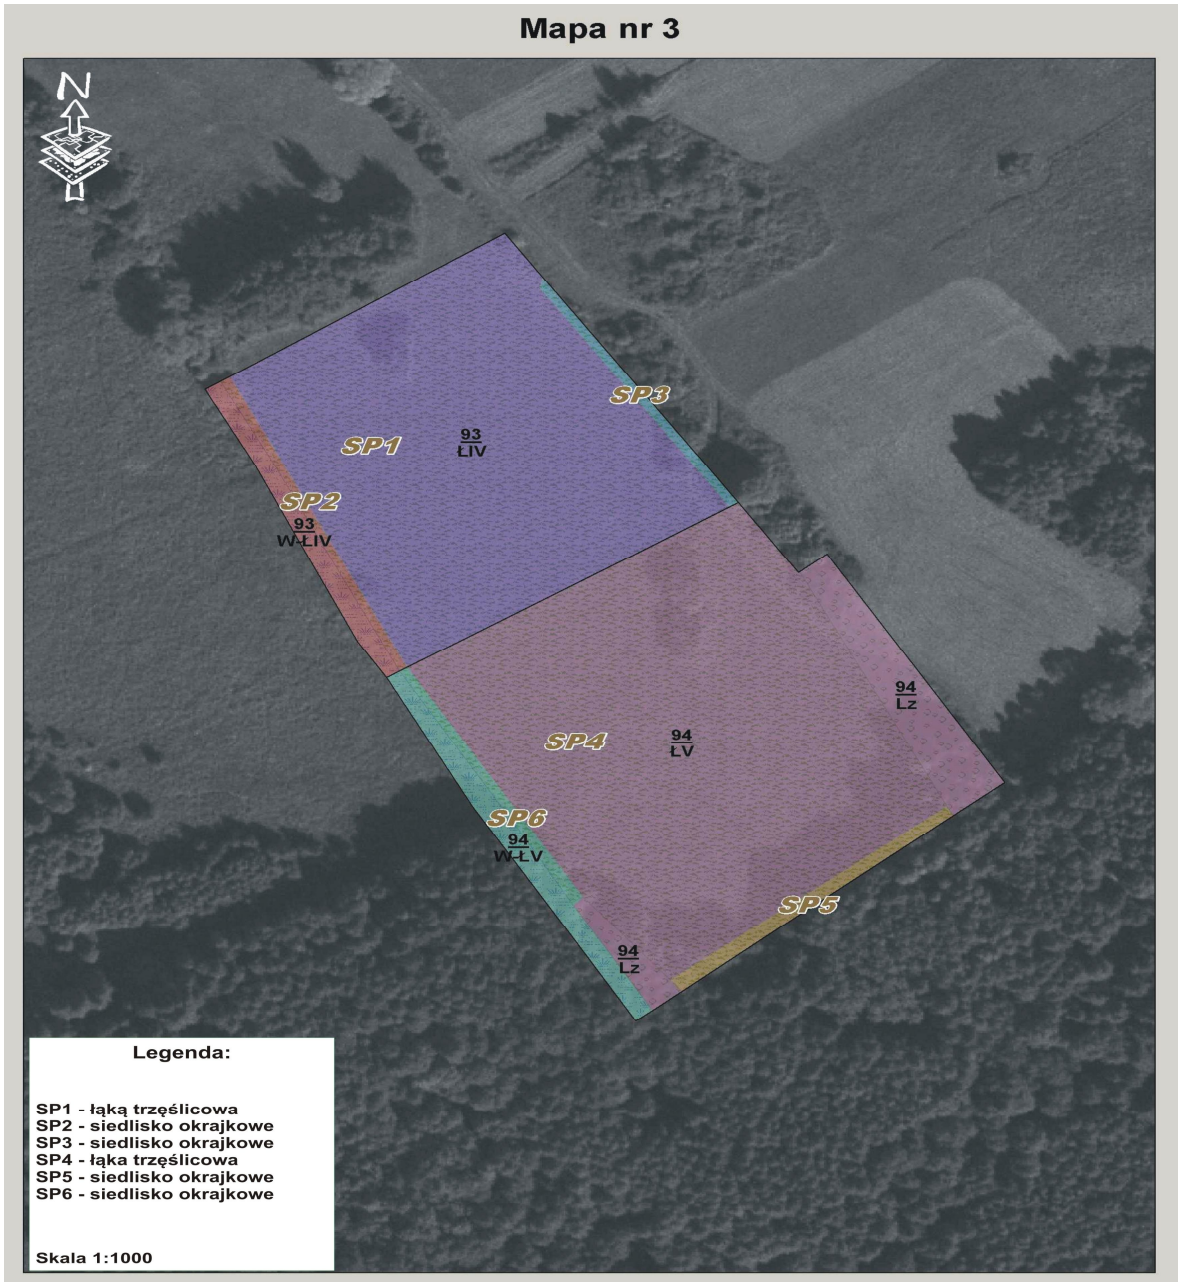 Mapa nr 3
N
SP3
SP1
93
ŁIV
SP2
93
W-ŁIV
94
Lz
SP4
94
ŁV
SP6
94
W-ŁV
SP5
94
Lz
Legenda:
SP1 - łąką trzęślicowa
SP2 - siedlisko okrajkowe
SP3 - siedlisko okrajkowe
SP4 - łąka trzęślicowa
SP5 - siedlisko okrajkowe
SP6 - siedlisko okrajkowe
Skala 1:1000